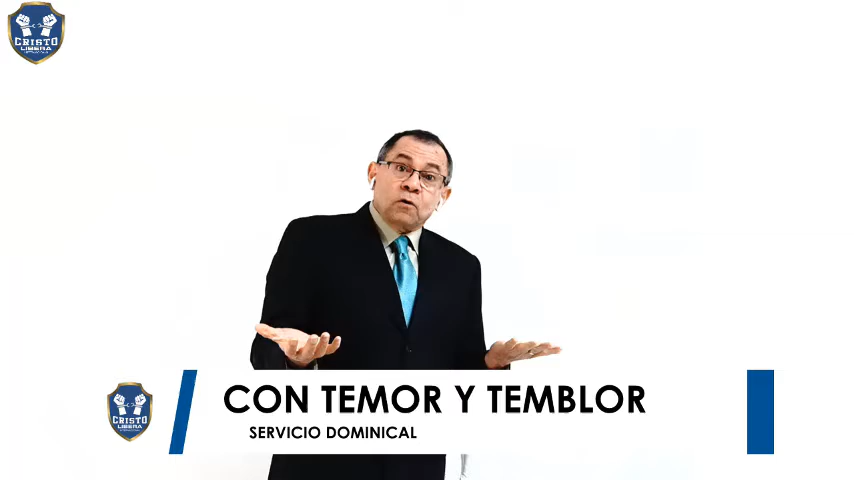 CRISTO
LIBERA
CON TEMOR Y TEMBLOR
SERVICIO DOMINICAL
CRISTO
LIBERA